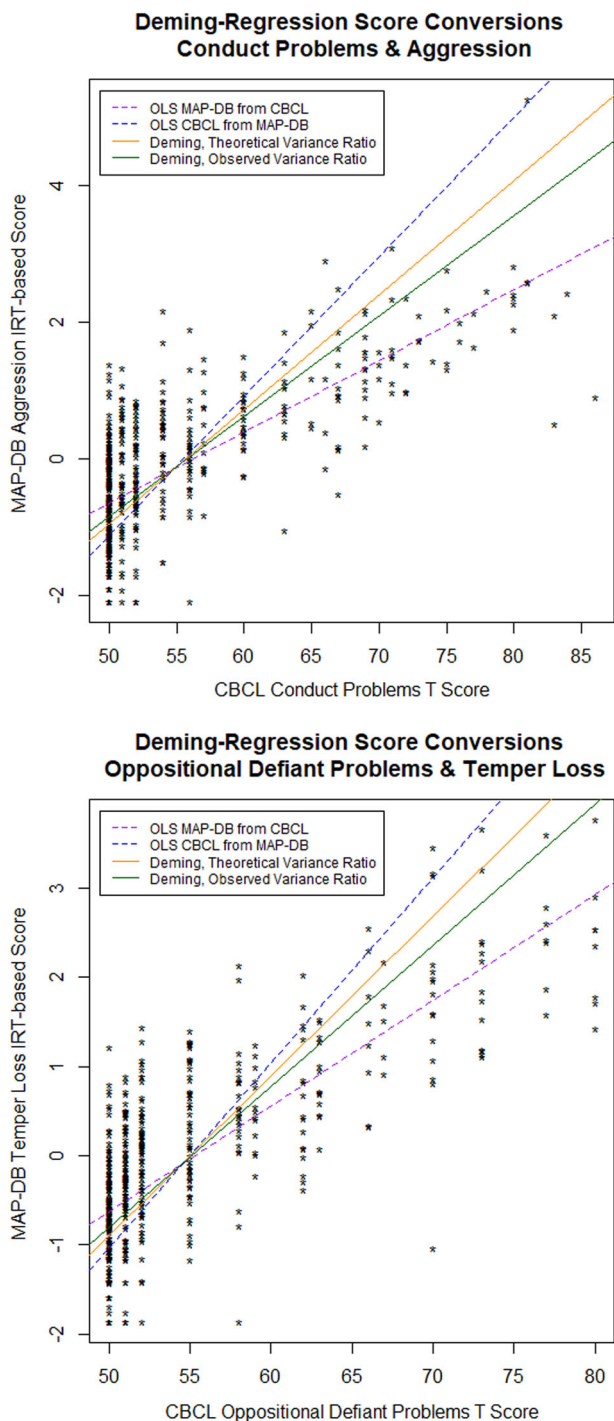 Deming-Regression Score Conversions
Conduct Problems & Aggression
OLS MAP-DB from CBCL
OLS CBCL from MAP-DB
Deming, Theoretical Variance Ratio
Deming, Observed Variance Ratio
MAP-DB Aggression IRT-based Score
4
2
0
-2
50 55 60 65 70 75 80 85
CBCL Conduct Problems T Score
Deming-Regression Score Conversions
Oppositional Defiant Problems & Temper Loss
OLS MAP-DB from CBCL
OLS CBCL from MAP-DB
Deming, Theoretical Variance Ratio
Deming, Observed Variance Ratio
MAP-DB Temper Loss IRT-based Score
3
2
1
0
-1
-2
50 55 60 65 70 75 80
CBCL Oppositional Defiant Problems T Score